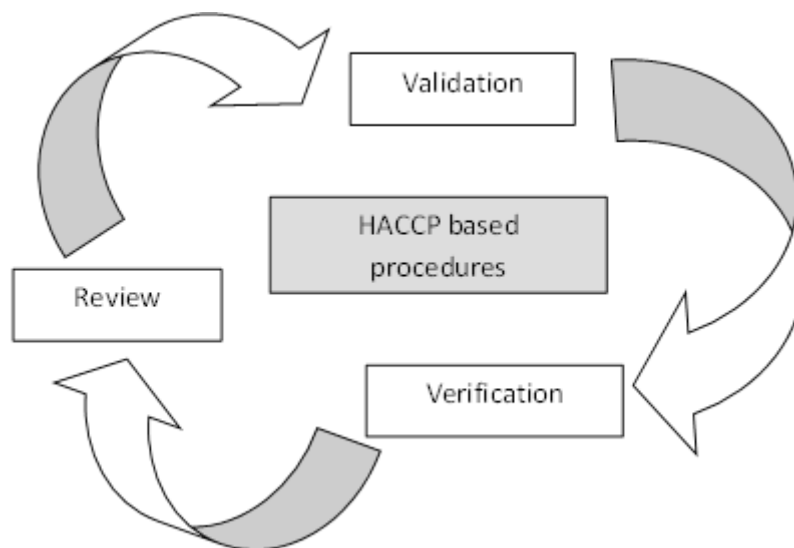 Validation
HACCP based
procedures
Review
Verification